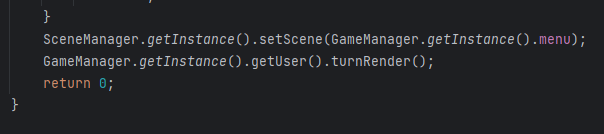 }
SceneManager.getInstance().setScene(GameManager.getInstance().menu);
GameManager.getInstance().getUser().turnRender();
return 0;
}